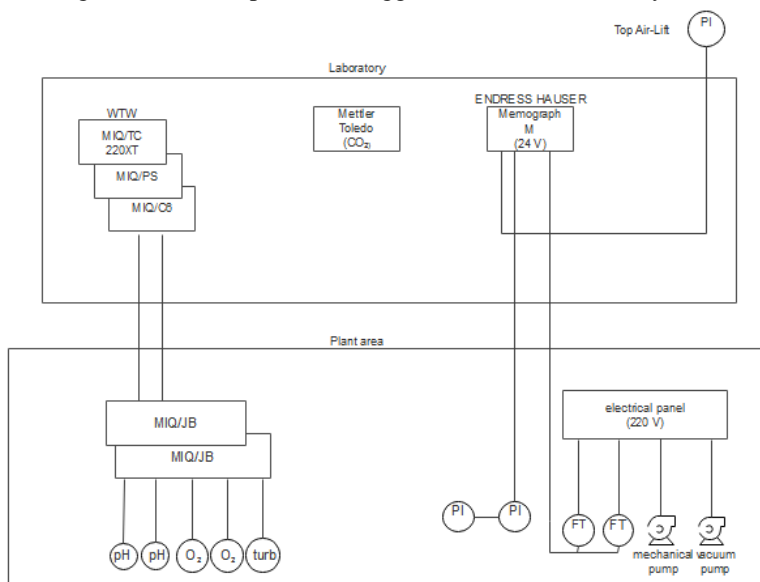 PI
Top Air-Lift
Laboratory
WTW
MIQ/TC
220XT
MIQ/PS
MIQ/C6
Mettler
Toledo
(CO₂)
ENDRESS HAUSER
Memograph
M
(24 V)
Plant area
MIQ/JB
MIQ/JB
electrical panel
(220 V)
PI
PI
FT
FT
pH
pH
O₂
O₂
turb
mechanical
pump
vacuum
pump